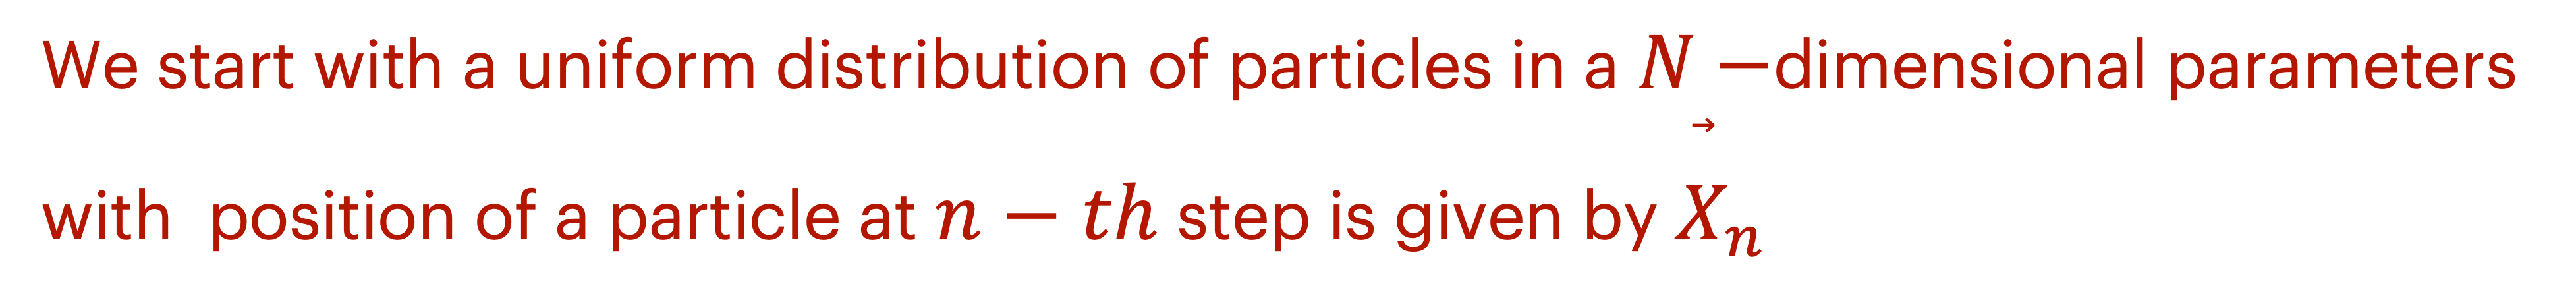 We start with a uniform distribution of particles in a N −dimensional parameters
with position of a particle at n − th step is given by X⃗ₙ